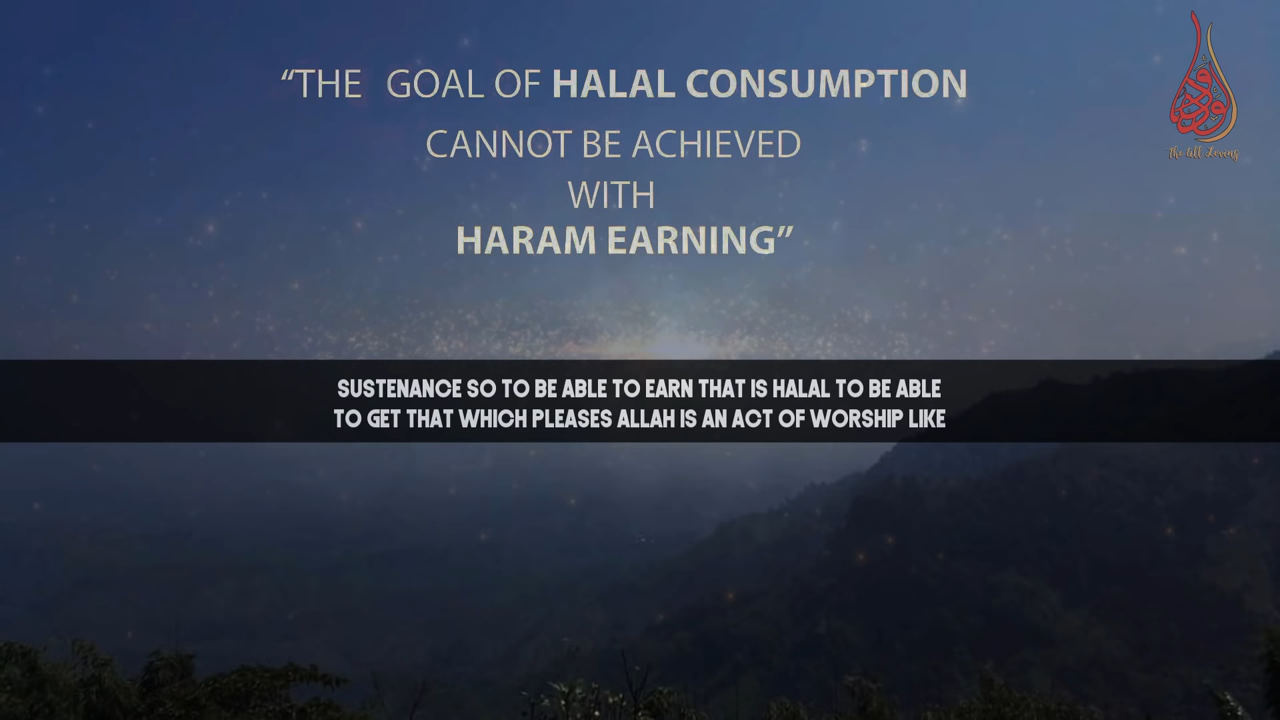 “THE GOAL OF HALAL CONSUMPTION
CANNOT BE ACHIEVED
WITH
HARAM EARNING”
The All Loving
SUSTENANCE SO TO BE ABLE TO EARN THAT IS HALAL TO BE ABLE
TO GET THAT WHICH PLEASES ALLAH IS AN ACT OF WORSHIP LIKE